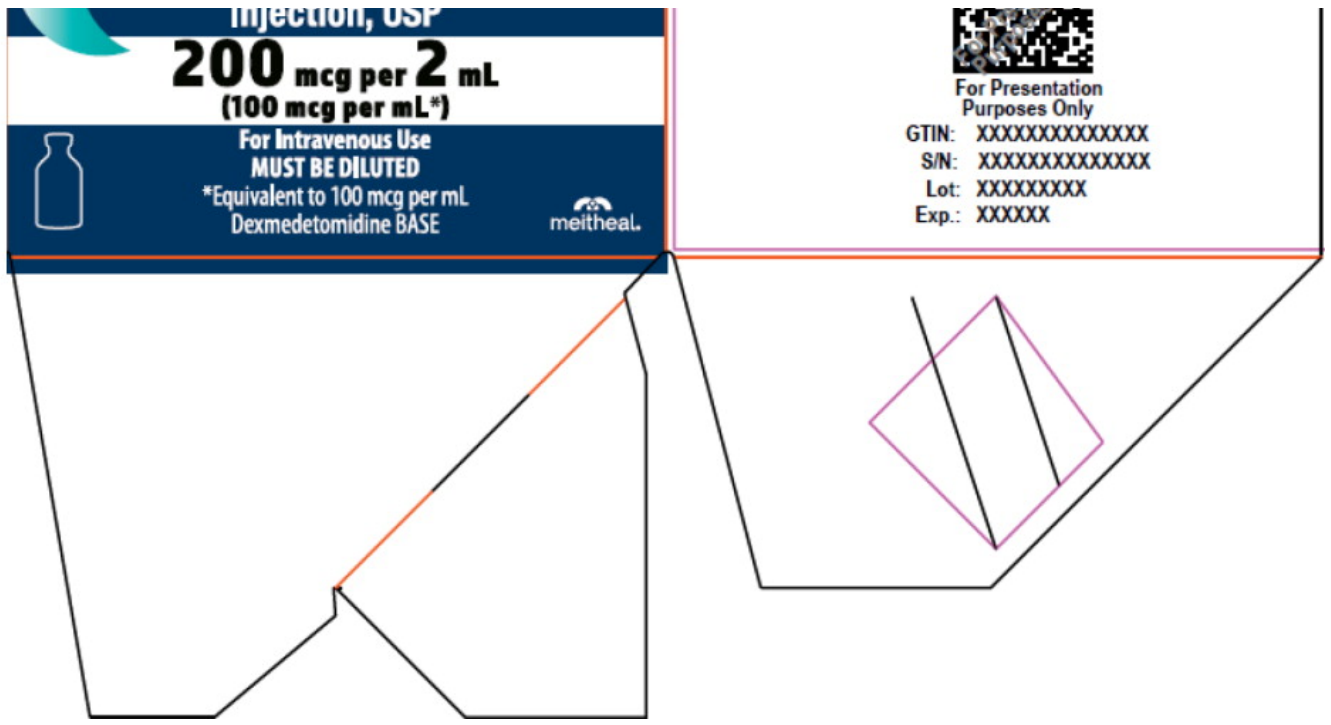 Injection, USP
200 mcg per 2 mL
(100 mcg per mL*)
For Intravenous Use
MUST BE DILUTED
*Equivalent to 100 mcg per mL
Dexmedetomidine BASE
meitheal.
For Presentation
Purposes Only
GTIN: XXXXXXXXXXXXXX
S/N: XXXXXXXXXXXXXX
Lot: XXXXXXXXX
Exp.: XXXXXX